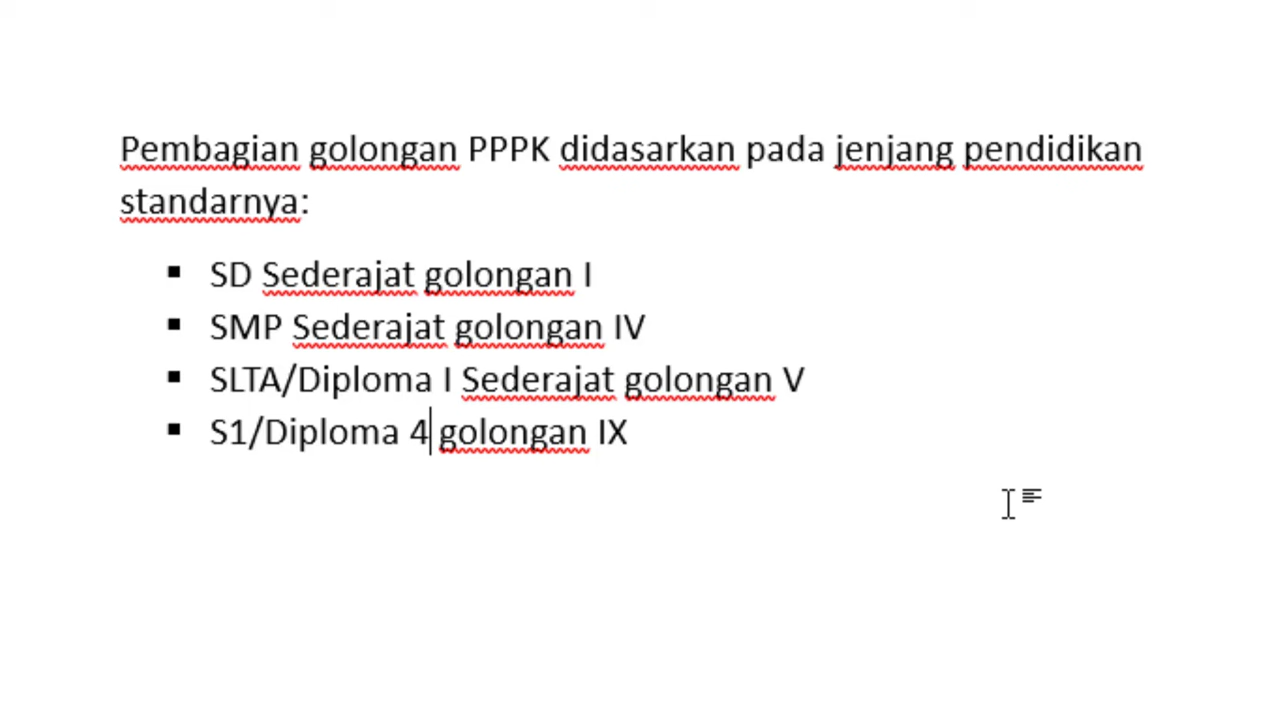 Pembagian golongan PPPK didasarkan pada jenjang pendidikan
standarnya:
▪ SD Sederajat golongan I
▪ SMP Sederajat golongan IV
▪ SLTA/Diploma I Sederajat golongan V
▪ S1/Diploma 4 golongan IX